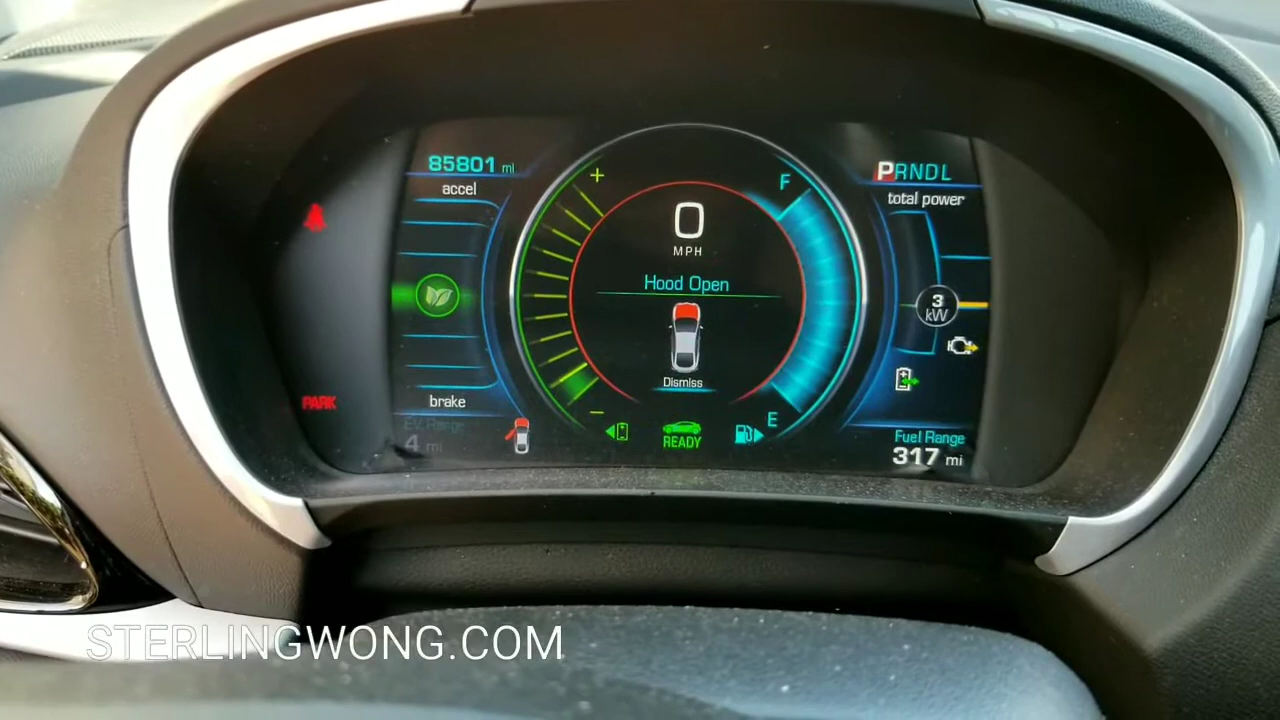 85801 mi
accel
+
F
PRNDL
total power
0
MPH
Hood Open
3
kW
Dismiss
brake
PARK
EV Range
4 mi
−
READY
E
Fuel Range
317 mi
STERLINGWONG.COM